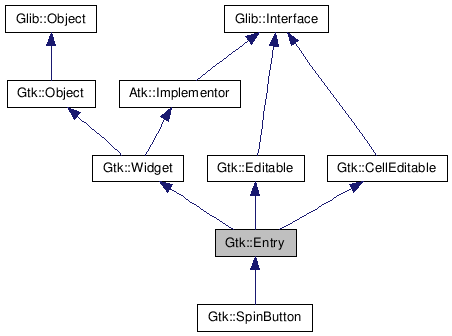 Glib::Object
Glib::Interface
Gtk::Object
Atk::Implementor
Gtk::Widget
Gtk::Editable
Gtk::CellEditable
Gtk::Entry
Gtk::SpinButton